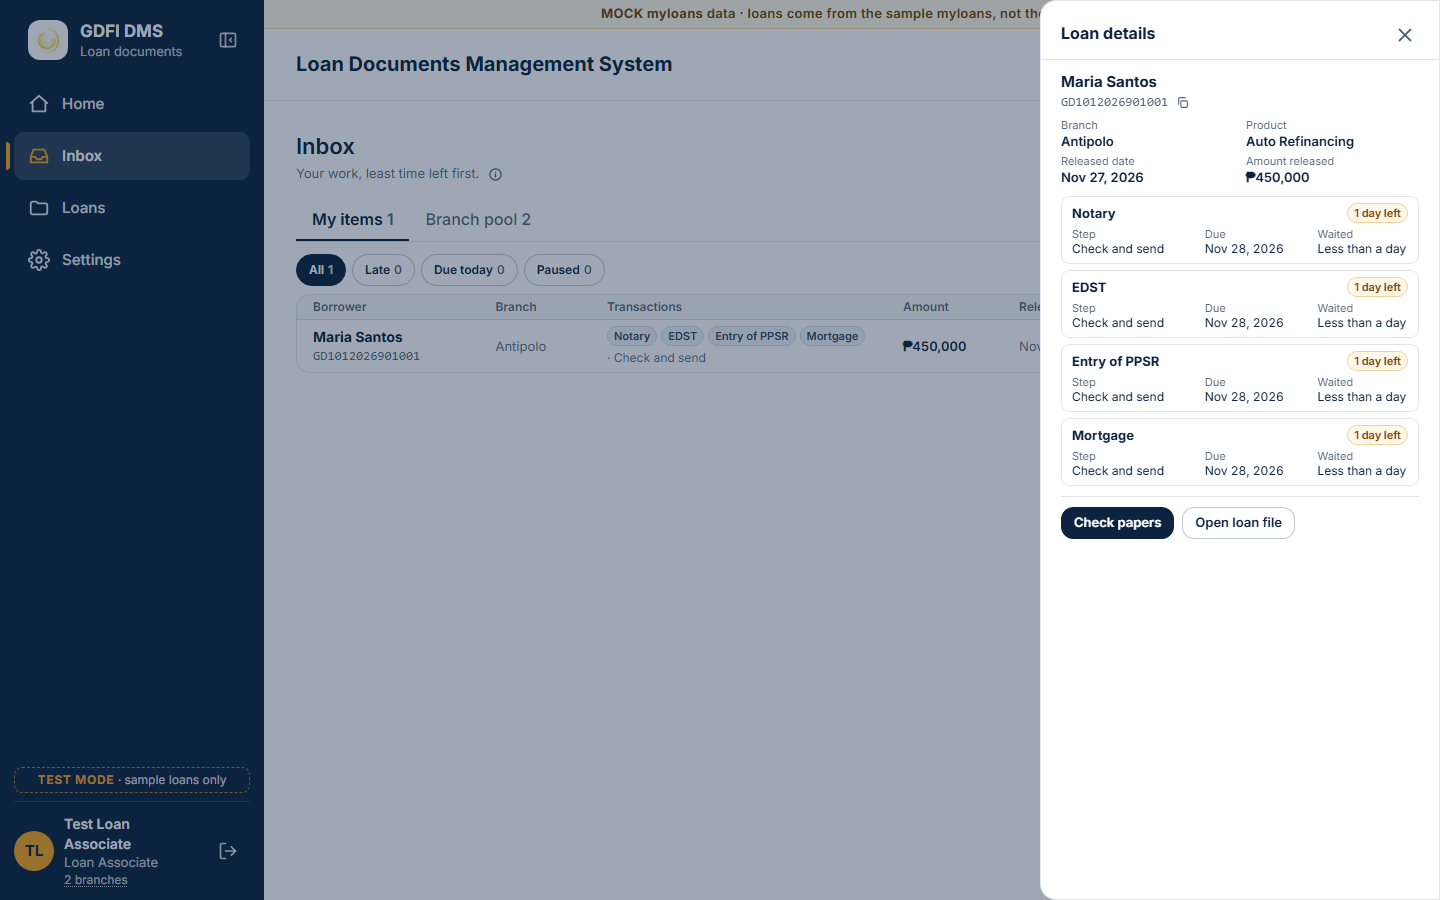 GDFI DMS
Loan documents
Home
Inbox
Loans
Settings
TEST MODE · sample loans only
TL
Test Loan
Associate
Loan Associate
2 branches
MOCK myloans data · loans come from the sample myloans, not the
Loan Documents Management System
Inbox
Your work, least time left first.
My items 1
Branch pool 2
All 1
Late 0
Due today 0
Paused 0
Borrower Branch Transactions Amount
Maria Santos
GD1012026901001
Antipolo
Notary EDST Entry of PPSR Mortgage
· Check and send
₱450,000
Nov
Loan details
Maria Santos
GD1012026901001
Branch Product
Antipolo Auto Refinancing
Released date Amount released
Nov 27, 2026 ₱450,000
Notary 1 day left
Step Due Waited
Check and send Nov 28, 2026 Less than a day
EDST 1 day left
Step Due Waited
Check and send Nov 28, 2026 Less than a day
Entry of PPSR 1 day left
Step Due Waited
Check and send Nov 28, 2026 Less than a day
Mortgage 1 day left
Step Due Waited
Check and send Nov 28, 2026 Less than a day
Check papers
Open loan file